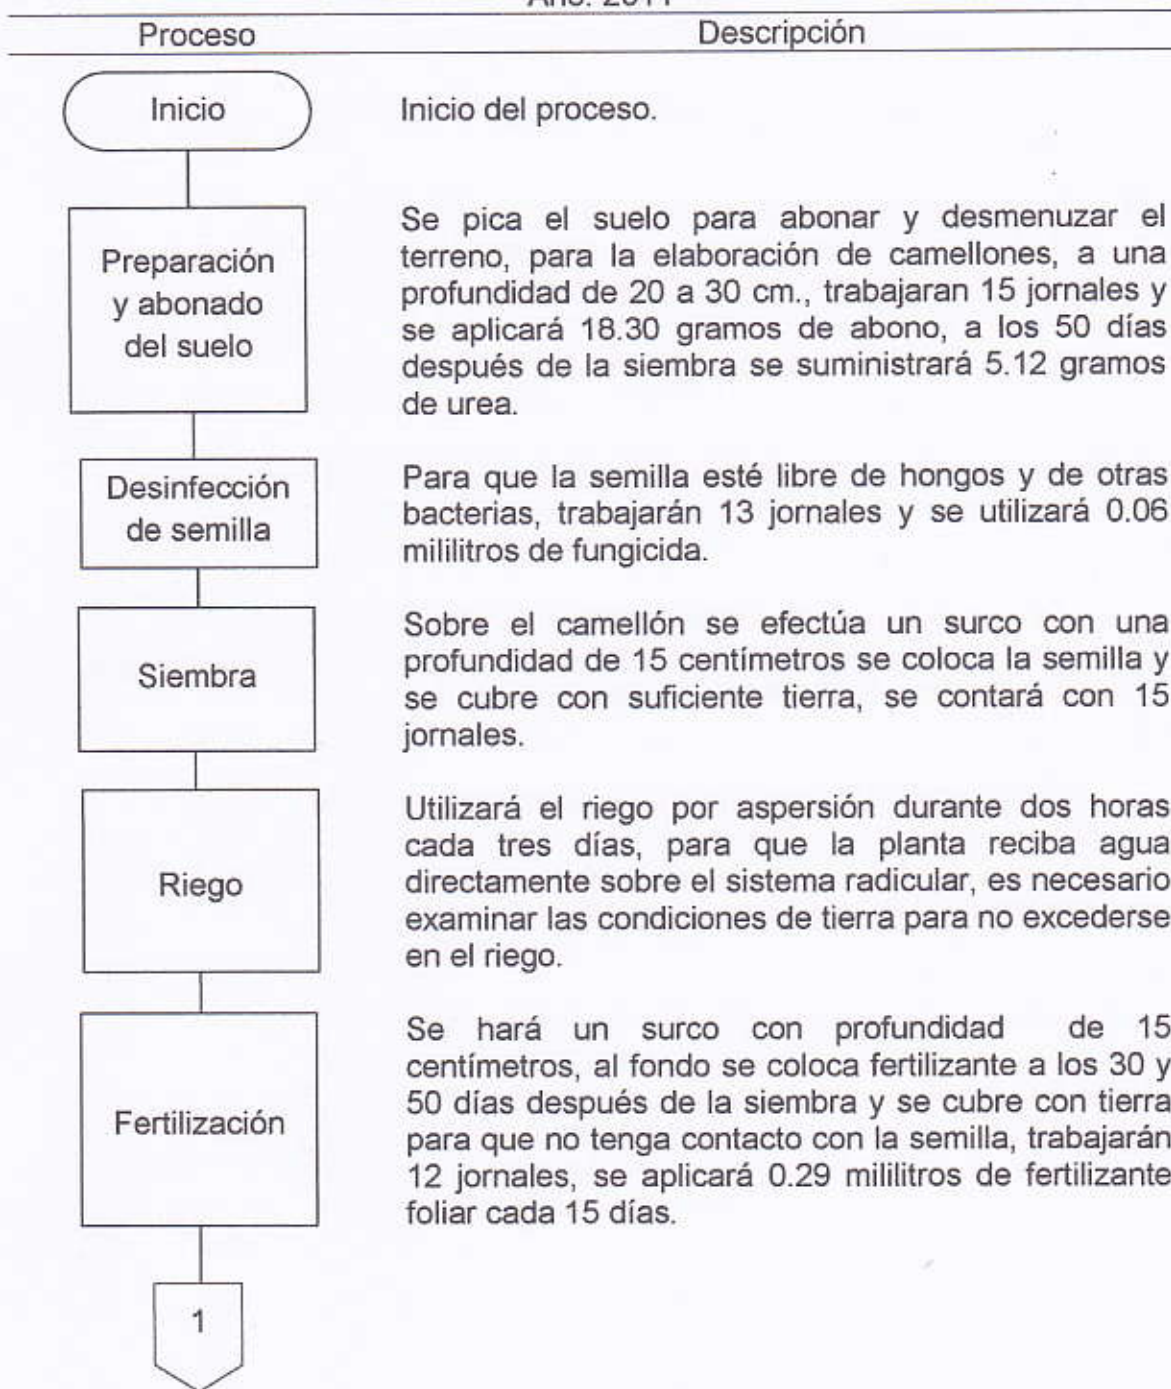 Proceso Descripción
Inicio
Inicio del proceso.
Preparación
y abonado
del suelo
Se pica el suelo para abonar y desmenuzar el
terreno, para la elaboración de camellones, a una
profundidad de 20 a 30 cm., trabajaran 15 jornales y
se aplicará 18.30 gramos de abono, a los 50 días
después de la siembra se suministrará 5.12 gramos
de urea.
Desinfección
de semilla
Para que la semilla esté libre de hongos y de otras
bacterias, trabajarán 13 jornales y se utilizará 0.06
mililitros de fungicida.
Siembra
Sobre el camellón se efectúa un surco con una
profundidad de 15 centímetros se coloca la semilla y
se cubre con suficiente tierra, se contará con 15
jornales.
Riego
Utilizará el riego por aspersión durante dos horas
cada tres días, para que la planta reciba agua
directamente sobre el sistema radicular, es necesario
examinar las condiciones de tierra para no excederse
en el riego.
Fertilización
Se hará un surco con profundidad de 15
centímetros, al fondo se coloca fertilizante a los 30 y
50 días después de la siembra y se cubre con tierra
para que no tenga contacto con la semilla, trabajarán
12 jornales, se aplicará 0.29 mililitros de fertilizante
foliar cada 15 días.
1